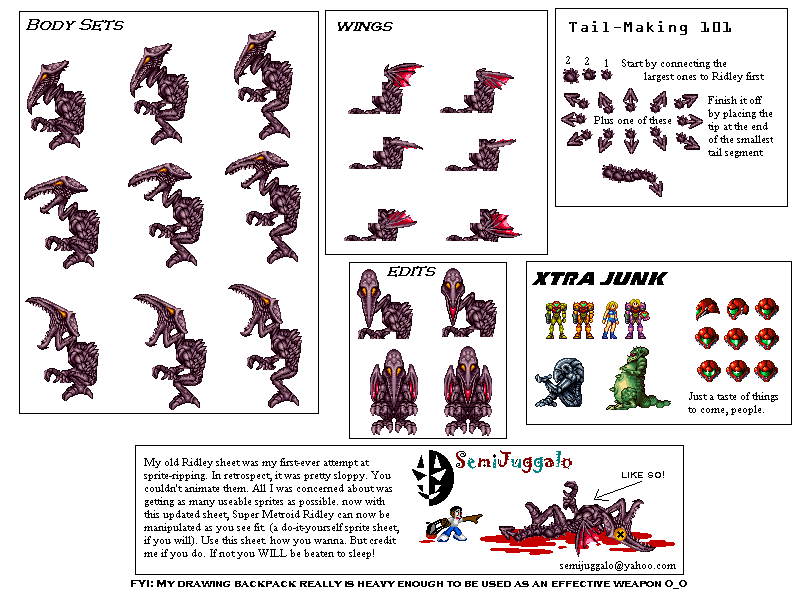 Body Sets
Wings
Tail-Making 101
2 2 1
Start by connecting the
largest ones to Ridley first
Plus one of these
Finish it off
by placing the
tip at the end
of the smallest
tail segment
Edits
Xtra Junk
Just a taste of things
to come, people.
My old Ridley sheet was my first-ever attempt at
sprite-ripping. In retrospect, it was pretty sloppy. You
couldn't animate them. All I was concerned about was
getting as many useable sprites as possible. now with
this updated sheet, Super Metroid Ridley can now be
manipulated as you see fit. (a do-it-yourself sprite sheet,
if you will). Use this sheet. how you wanna. But credit
me if you do. If not you WILL be beaten to sleep!
SemiJuggalo
LIKE SO!
semijuggalo@yahoo.com
FYI: My drawing backpack really is heavy enough to be used as an effective weapon O_O